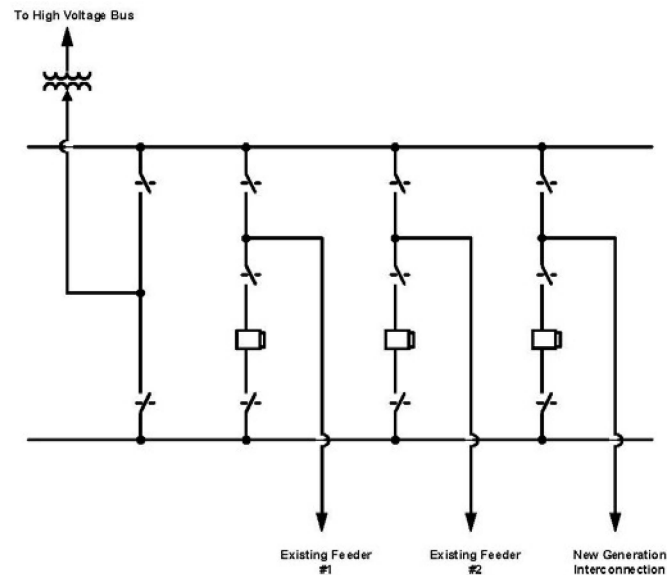 To High Voltage Bus
Existing Feeder
#1
Existing Feeder
#2
New Generation
Interconnection